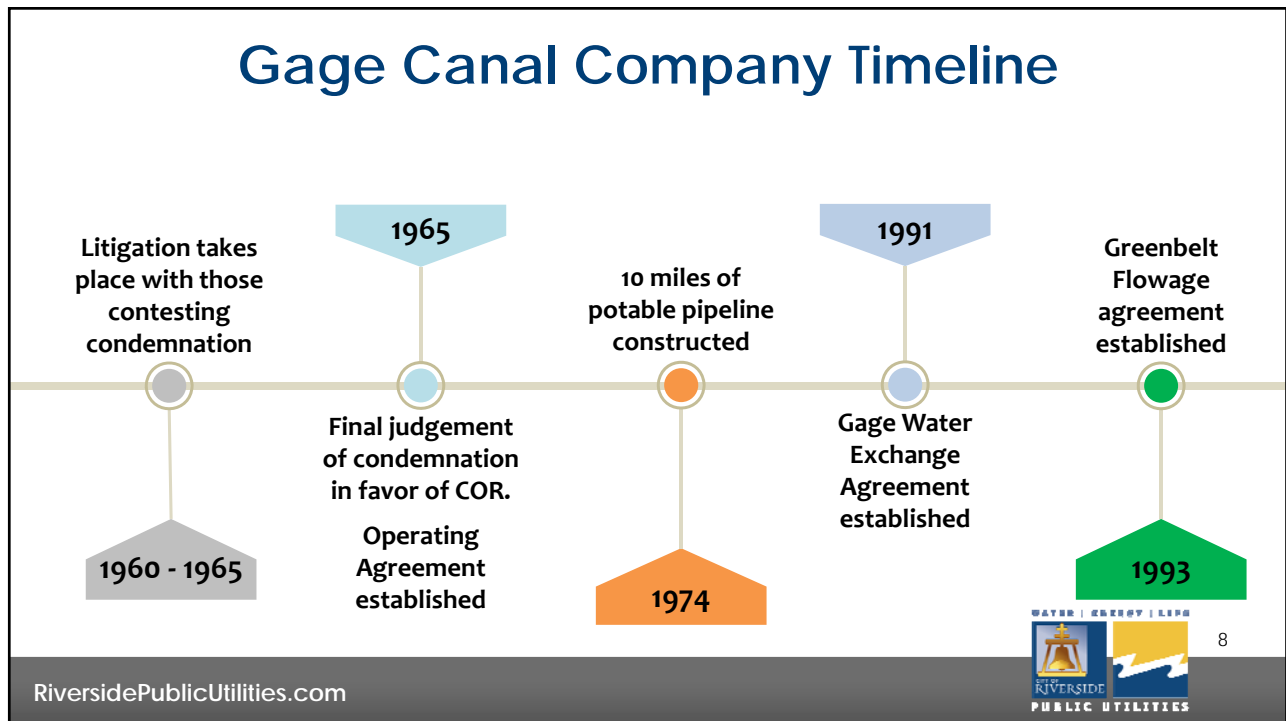 Gage Canal Company Timeline
Litigation takes
place with those
contesting
condemnation
1960 - 1965
1965
Final judgement
of condemnation
in favor of COR.
Operating
Agreement
established
10 miles of
potable pipeline
constructed
1974
1991
Gage Water
Exchange
Agreement
established
Greenbelt
Flowage
agreement
established
1993
WATER | ENERGY | LIFE
CITY OF
RIVERSIDE
PUBLIC UTILITIES
8
RiversidePublicUtilities.com